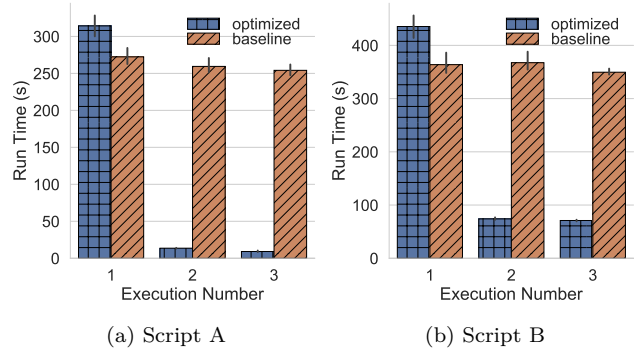 optimized
baseline
300
250
200
150
100
50
0
Run Time (s)
1 2 3
Execution Number
(a) Script A
optimized
baseline
400
300
200
100
0
Run Time (s)
1 2 3
Execution Number
(b) Script B